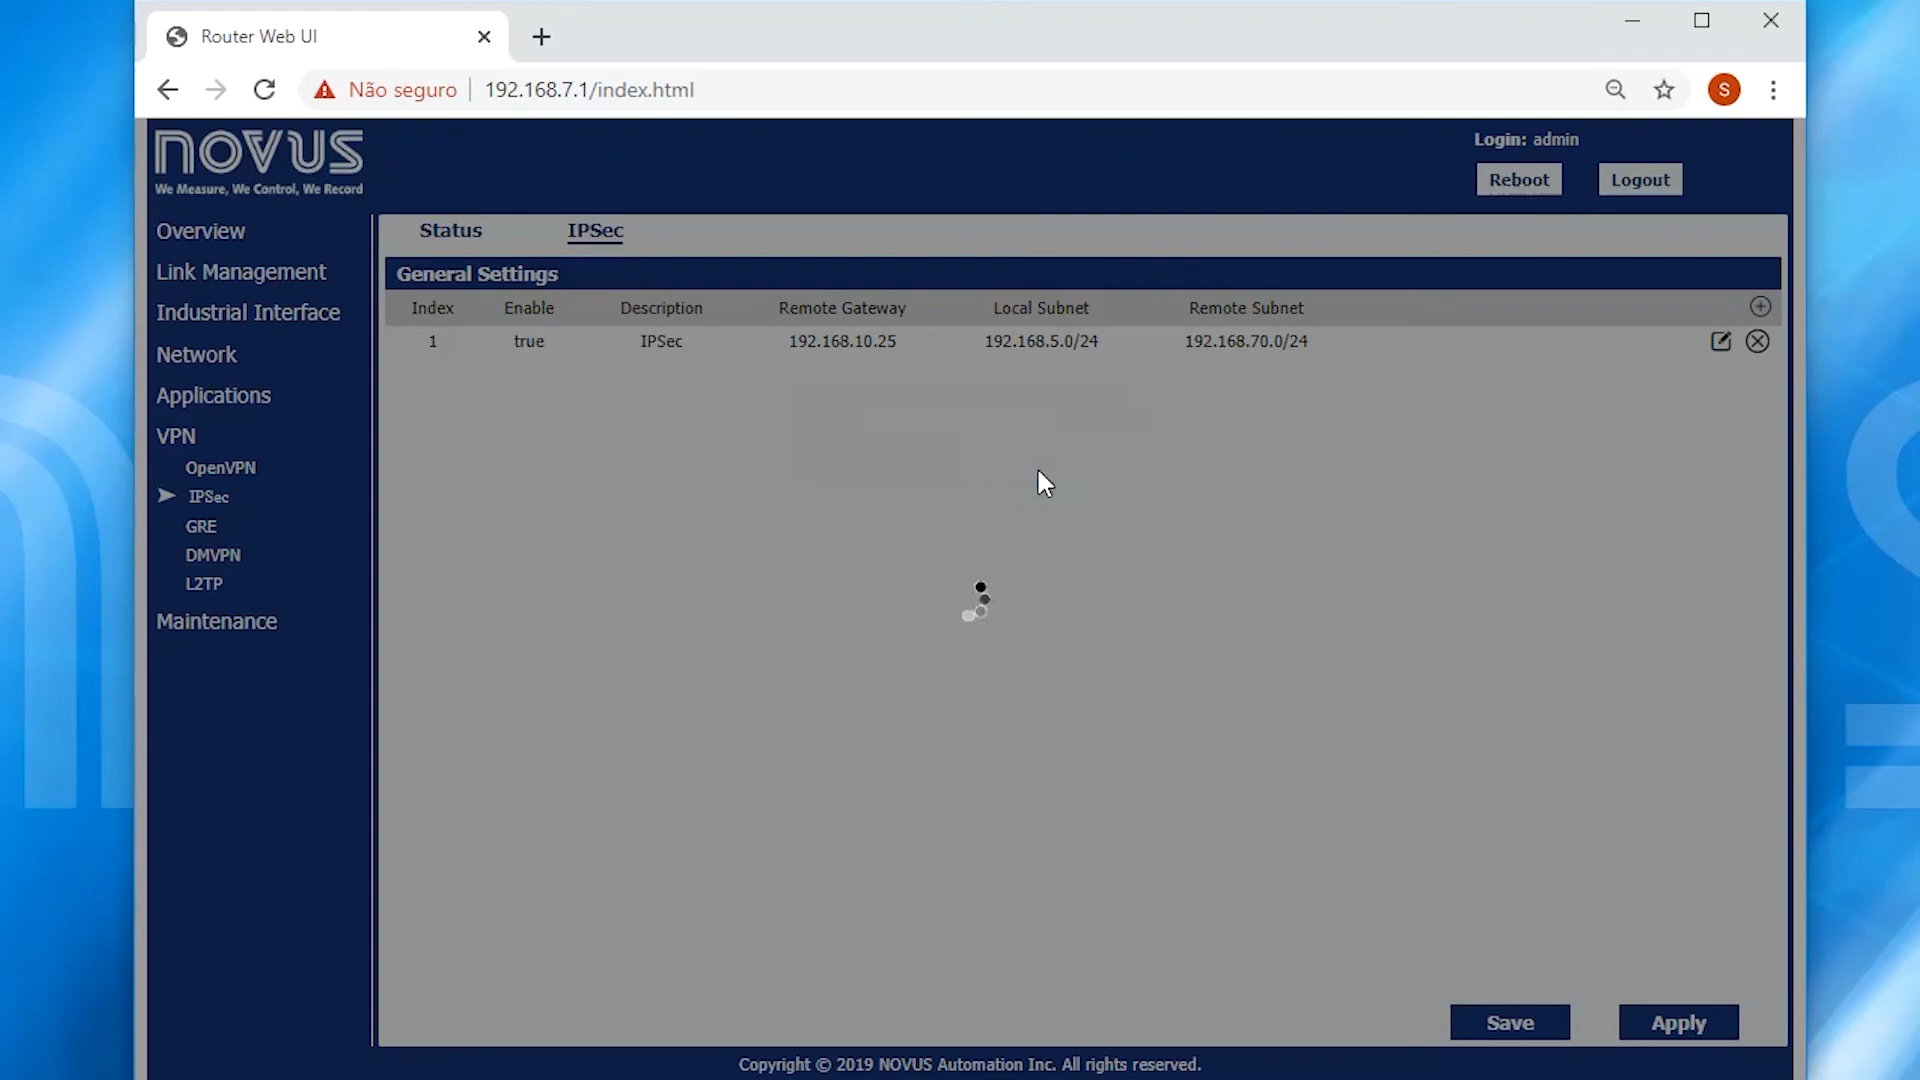 Router Web UI
Não seguro 192.168.7.1/index.html
S
novus
We Measure, We Control, We Record
Login: admin
Reboot Logout
Overview
Link Management
Industrial Interface
Network
Applications
VPN
OpenVPN
IPSec
GRE
DMVPN
L2TP
Maintenance
Status IPSec
General Settings
Index Enable Description Remote Gateway Local Subnet Remote Subnet
1 true IPSec 192.168.10.25 192.168.5.0/24 192.168.70.0/24
Save Apply
Copyright © 2019 NOVUS Automation Inc. All rights reserved.